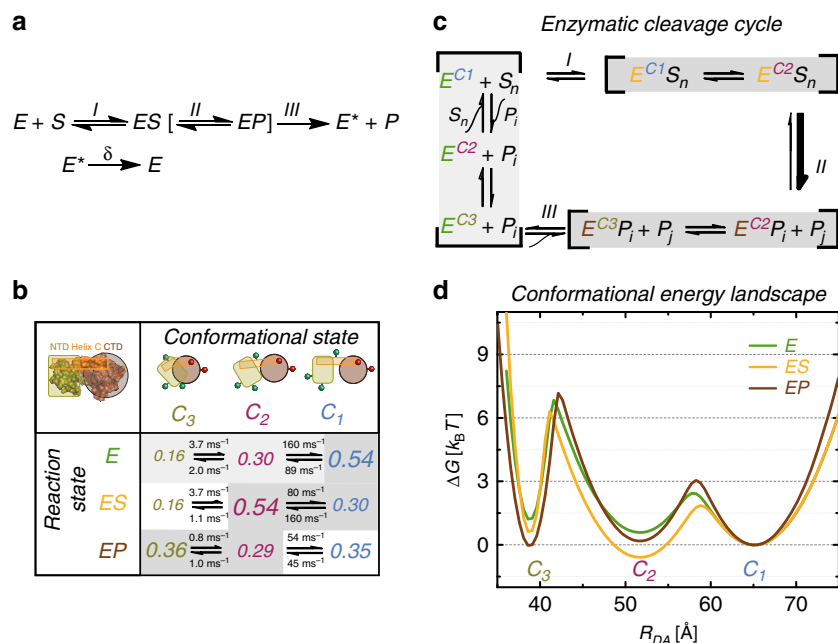 a
E + S I ES [ II EP] III E* + P
E* δ E
b
NTD Helix C CTD
Conformational state
C3 C2 C1
Reaction state
E 0.16 3.7 ms−1 2.0 ms−1 0.30 160 ms−1 89 ms−1 0.54
ES 0.16 3.7 ms−1 1.1 ms−1 0.54 80 ms−1 160 ms−1 0.30
EP 0.36 0.8 ms−1 1.0 ms−1 0.29 54 ms−1 45 ms−1 0.35
c Enzymatic cleavage cycle
E^C1 + Sn I [ E^C1Sn E^C2Sn ]
Sn Pi
E^C2 + Pi
II
E^C3 + Pi III [ E^C3Pi + Pj E^C2Pi + Pj ]
d Conformational energy landscape
ΔG [kBT]
9
6
3
0
E
ES
EP
C3 C2 C1
40 50 60 70
RDA [Å]